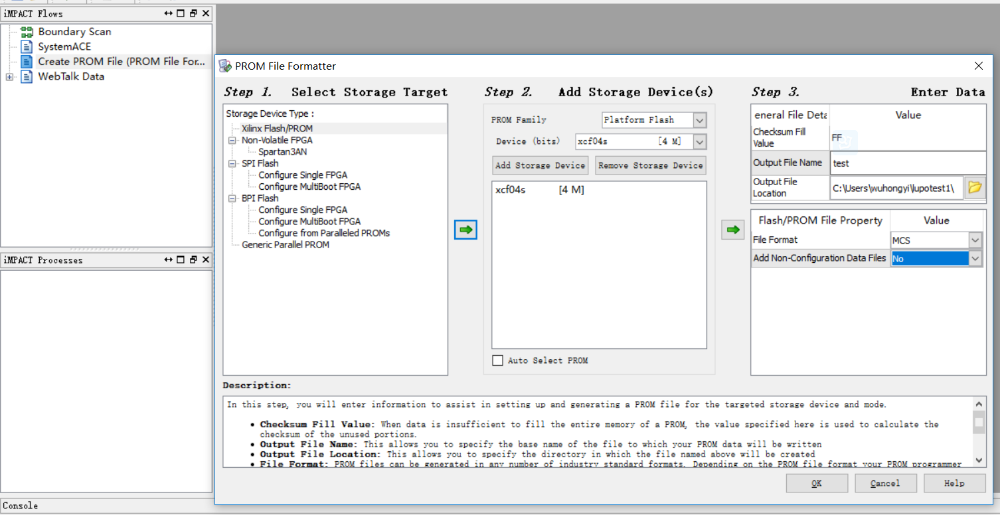 iMPACT Flows
Boundary Scan
SystemACE
Create PROM File (PROM File For...
WebTalk Data
iMPACT Processes
Console
PROM File Formatter
Step 1. Select Storage Target
Storage Device Type :
Xilinx Flash/PROM
Non-Volatile FPGA
Spartan3AN
SPI Flash
Configure Single FPGA
Configure MultiBoot FPGA
BPI Flash
Configure Single FPGA
Configure MultiBoot FPGA
Configure from Paralleled PROMs
Generic Parallel PROM
Step 2. Add Storage Device(s)
PROM Family Platform Flash
Device (bits) xcf04s [4 M]
Add Storage Device Remove Storage Device
xcf04s [4 M]
Auto Select PROM
Step 3. Enter Data
eneral File Deta Value
Checksum Fill
Value FF
Output File Name test
Output File
Location C:\Users\wuhongyi\lupotest1\
Flash/PROM File Property Value
File Format MCS
Add Non-Configuration Data Files No
Description:
In this step, you will enter information to assist in setting up and generating a PROM file for the targeted storage device and mode.
• Checksum Fill Value: When data is insufficient to fill the entire memory of a PROM, the value specified here is used to calculate the
checksum of the unused portions.
• Output File Name: This allows you to specify the base name of the file to which your PROM data will be written
• Output File Location: This allows you to specify the directory in which the file named above will be created
• File Format: PROM files can be generated in any number of industry standard formats. Depending on the PROM file format your PROM programmer
OK Cancel Help